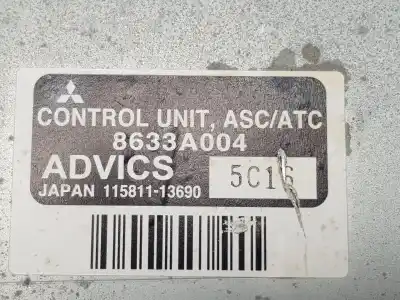 CONTROL UNIT, ASC/ATC
8633A004
ADVICS 5C16
JAPAN 115811-13690